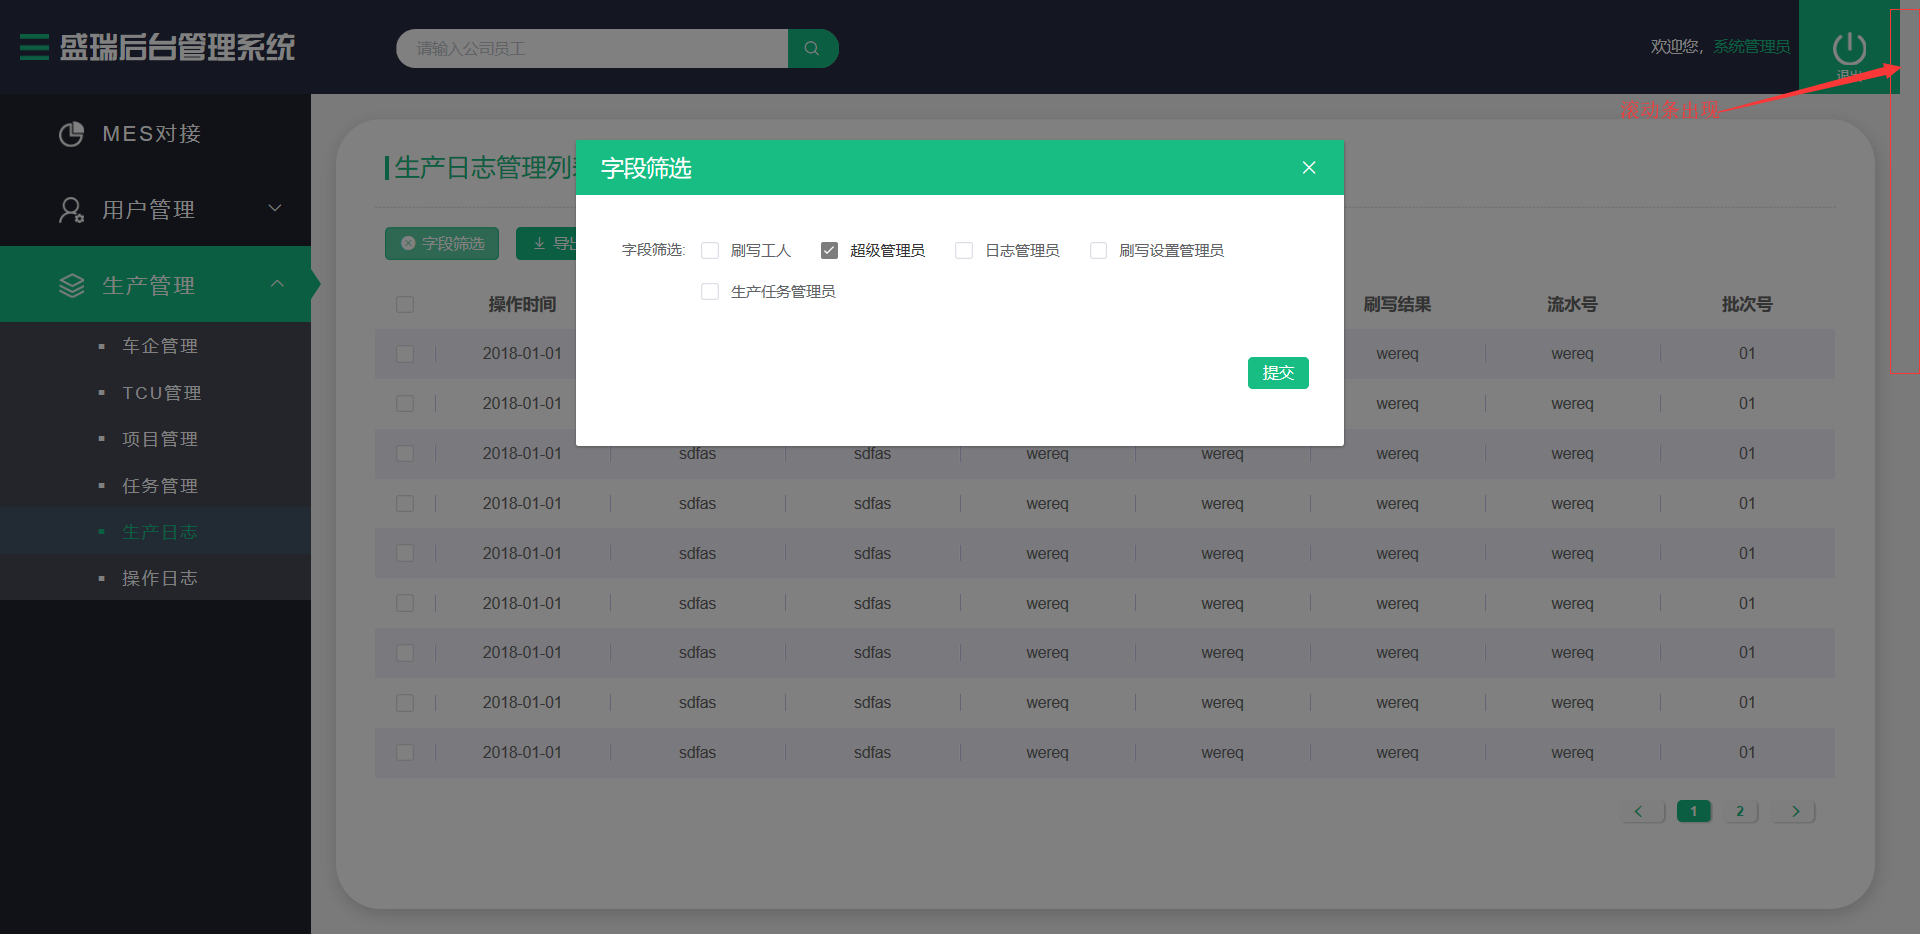 盛瑞后台管理系统
请输入公司员工
欢迎您，系统管理员
退出
滚动条出现
MES对接
用户管理
生产管理
车企管理
TCU管理
项目管理
任务管理
生产日志
操作日志
生产日志管理列表
字段筛选
导出
字段筛选
字段筛选: 刷写工人 超级管理员 日志管理员 刷写设置管理员
生产任务管理员
提交
操作时间 刷写结果 流水号 批次号
2018-01-01 wereq wereq 01
2018-01-01 wereq wereq 01
2018-01-01 sdfas sdfas wereq wereq wereq wereq 01
2018-01-01 sdfas sdfas wereq wereq wereq wereq 01
2018-01-01 sdfas sdfas wereq wereq wereq wereq 01
2018-01-01 sdfas sdfas wereq wereq wereq wereq 01
2018-01-01 sdfas sdfas wereq wereq wereq wereq 01
2018-01-01 sdfas sdfas wereq wereq wereq wereq 01
2018-01-01 sdfas sdfas wereq wereq wereq wereq 01
1 2